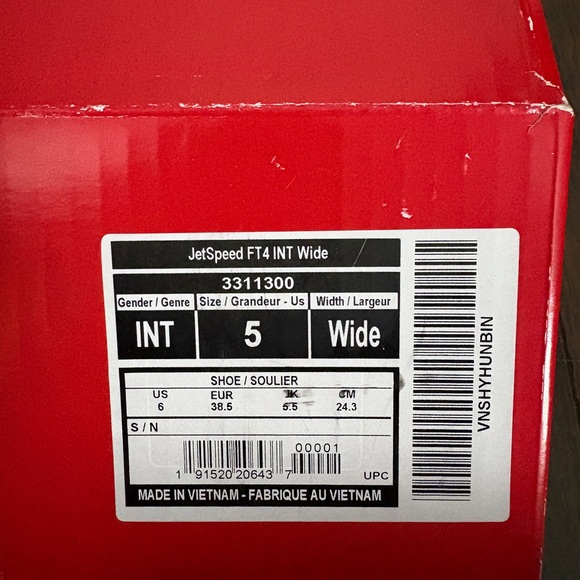 JetSpeed FT4 INT Wide
3311300
Gender / Genre Size / Grandeur - Us Width / Largeur
INT 5 Wide
SHOE / SOULIER
US EUR UK CM
6 38.5 5.5 24.3
S / N
00001
1 91520 20643 7 UPC
MADE IN VIETNAM - FABRIQUE AU VIETNAM
VNSHYHUNBIN